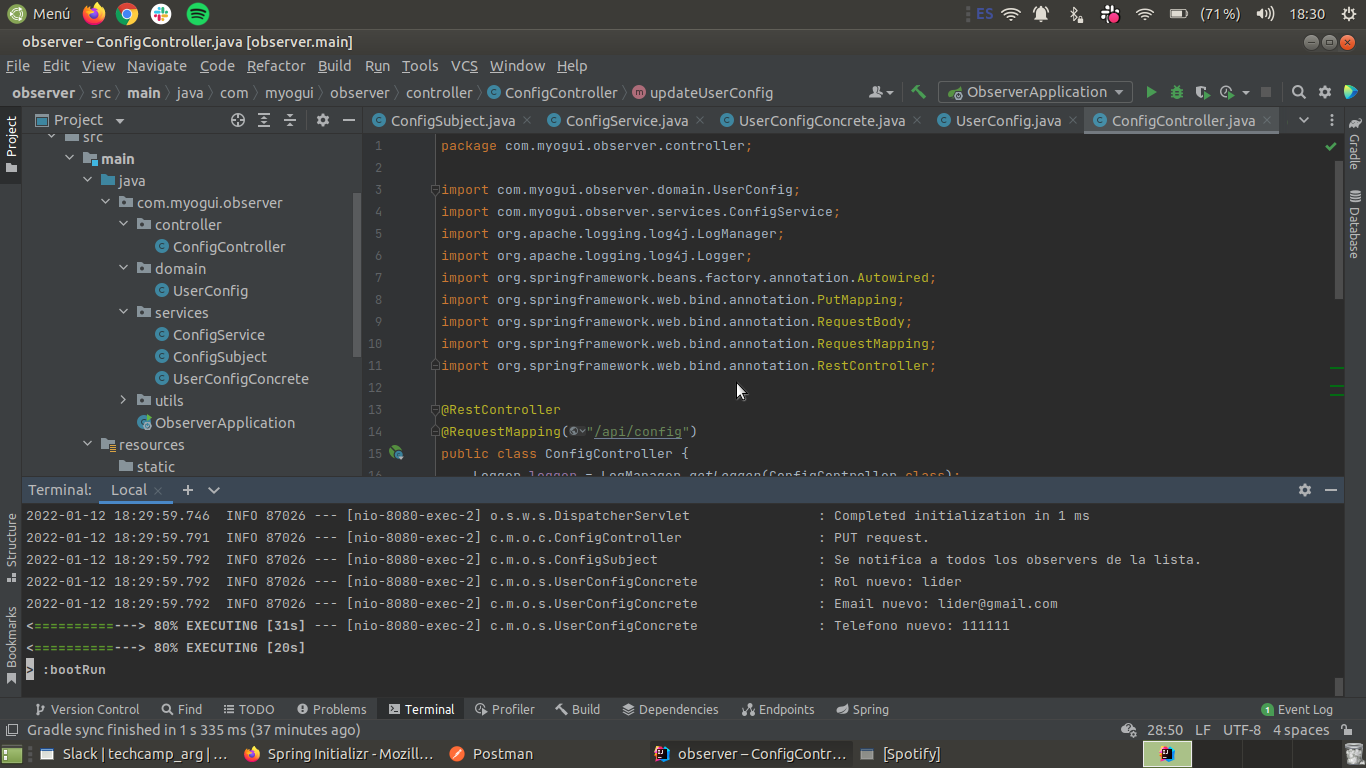 Menú ES (71%) 18:30
observer – ConfigController.java [observer.main]
File Edit View Navigate Code Refactor Build Run Tools VCS Window Help
observer src main java com myogui observer controller ConfigController updateUserConfig ObserverApplication
Project ConfigSubject.java ConfigService.java UserConfigConcrete.java UserConfig.java ConfigController.java
Project
Gradle
Database
Structure
Bookmarks
src
main
java
com.myogui.observer
controller
ConfigController
domain
UserConfig
services
ConfigService
ConfigSubject
UserConfigConcrete
utils
ObserverApplication
resources
static
1 package com.myogui.observer.controller;
2
3 import com.myogui.observer.domain.UserConfig;
4 import com.myogui.observer.services.ConfigService;
5 import org.apache.logging.log4j.LogManager;
6 import org.apache.logging.log4j.Logger;
7 import org.springframework.beans.factory.annotation.Autowired;
8 import org.springframework.web.bind.annotation.PutMapping;
9 import org.springframework.web.bind.annotation.RequestBody;
10 import org.springframework.web.bind.annotation.RequestMapping;
11 import org.springframework.web.bind.annotation.RestController;
12
13 @RestController
14 @RequestMapping("/api/config")
15 public class ConfigController {
16 Logger logger = LogManager.getLogger(ConfigController.class);
Terminal: Local
2022-01-12 18:29:59.746 INFO 87026 --- [nio-8080-exec-2] o.s.w.s.DispatcherServlet : Completed initialization in 1 ms
2022-01-12 18:29:59.791 INFO 87026 --- [nio-8080-exec-2] c.m.o.c.ConfigController : PUT request.
2022-01-12 18:29:59.792 INFO 87026 --- [nio-8080-exec-2] c.m.o.s.ConfigSubject : Se notifica a todos los observers de la lista.
2022-01-12 18:29:59.792 INFO 87026 --- [nio-8080-exec-2] c.m.o.s.UserConfigConcrete : Rol nuevo: lider
2022-01-12 18:29:59.792 INFO 87026 --- [nio-8080-exec-2] c.m.o.s.UserConfigConcrete : Email nuevo: lider@gmail.com
<==========---> 80% EXECUTING [31s] --- [nio-8080-exec-2] c.m.o.s.UserConfigConcrete : Telefono nuevo: 111111
<==========---> 80% EXECUTING [20s]
> :bootRun
Version Control Find TODO Problems Terminal Profiler Build Dependencies Endpoints Spring 1 Event Log
Gradle sync finished in 1 s 335 ms (37 minutes ago) 28:50 LF UTF-8 4 spaces
Slack | techcamp_arg | ... Spring Initializr - Mozill... Postman observer – ConfigContr... [Spotify]